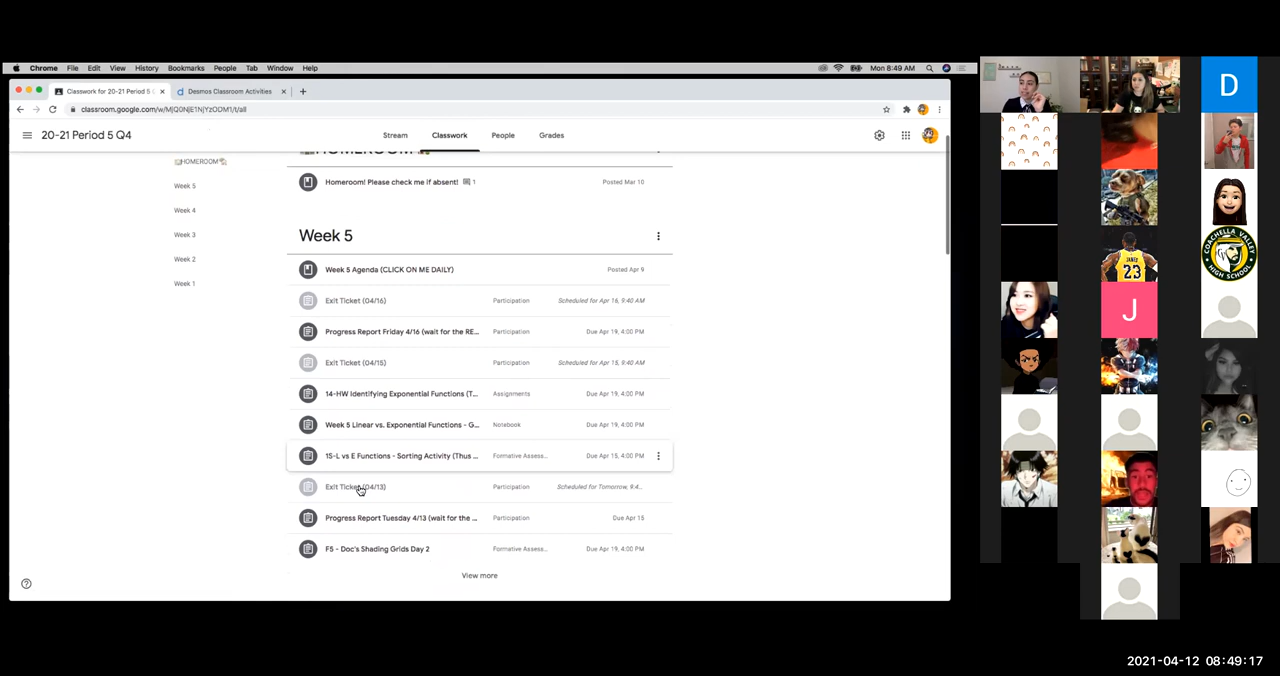 Chrome File Edit View History Bookmarks People Tab Window Help
Mon 8:49 AM
Classwork for 20-21 Period 5 Q
Desmos Classroom Activities
classroom.google.com/w/MjQ0NjE1NjYzODM1/t/all
20-21 Period 5 Q4
Stream
Classwork
People
Grades
HOMEROOM
Week 5
Week 4
Week 3
Week 2
Week 1
HOMEROOM
Homeroom! Please check me if absent! 1 Posted Mar 10
Week 5
Week 5 Agenda (CLICK ON ME DAILY) Posted Apr 9
Exit Ticket (04/16) Participation Scheduled for Apr 16, 9:40 AM
Progress Report Friday 4/16 (wait for the RE... Participation Due Apr 19, 4:00 PM
Exit Ticket (04/15) Participation Scheduled for Apr 15, 9:40 AM
14-HW Identifying Exponential Functions (T... Assignments Due Apr 19, 4:00 PM
Week 5 Linear vs. Exponential Functions - G... Notebook Due Apr 19, 4:00 PM
15-L vs E Functions - Sorting Activity (Thus ... Formative Assess... Due Apr 15, 4:00 PM
Exit Ticket (04/13) Participation Scheduled for Tomorrow, 9:4...
Progress Report Tuesday 4/13 (wait for the ... Participation Due Apr 15
F5 - Doc's Shading Grids Day 2 Formative Assess... Due Apr 19, 4:00 PM
View more
D
COACHELLA VALLEY
HIGH SCHOOL
JAMES
23
J
2021-04-12 08:49:17